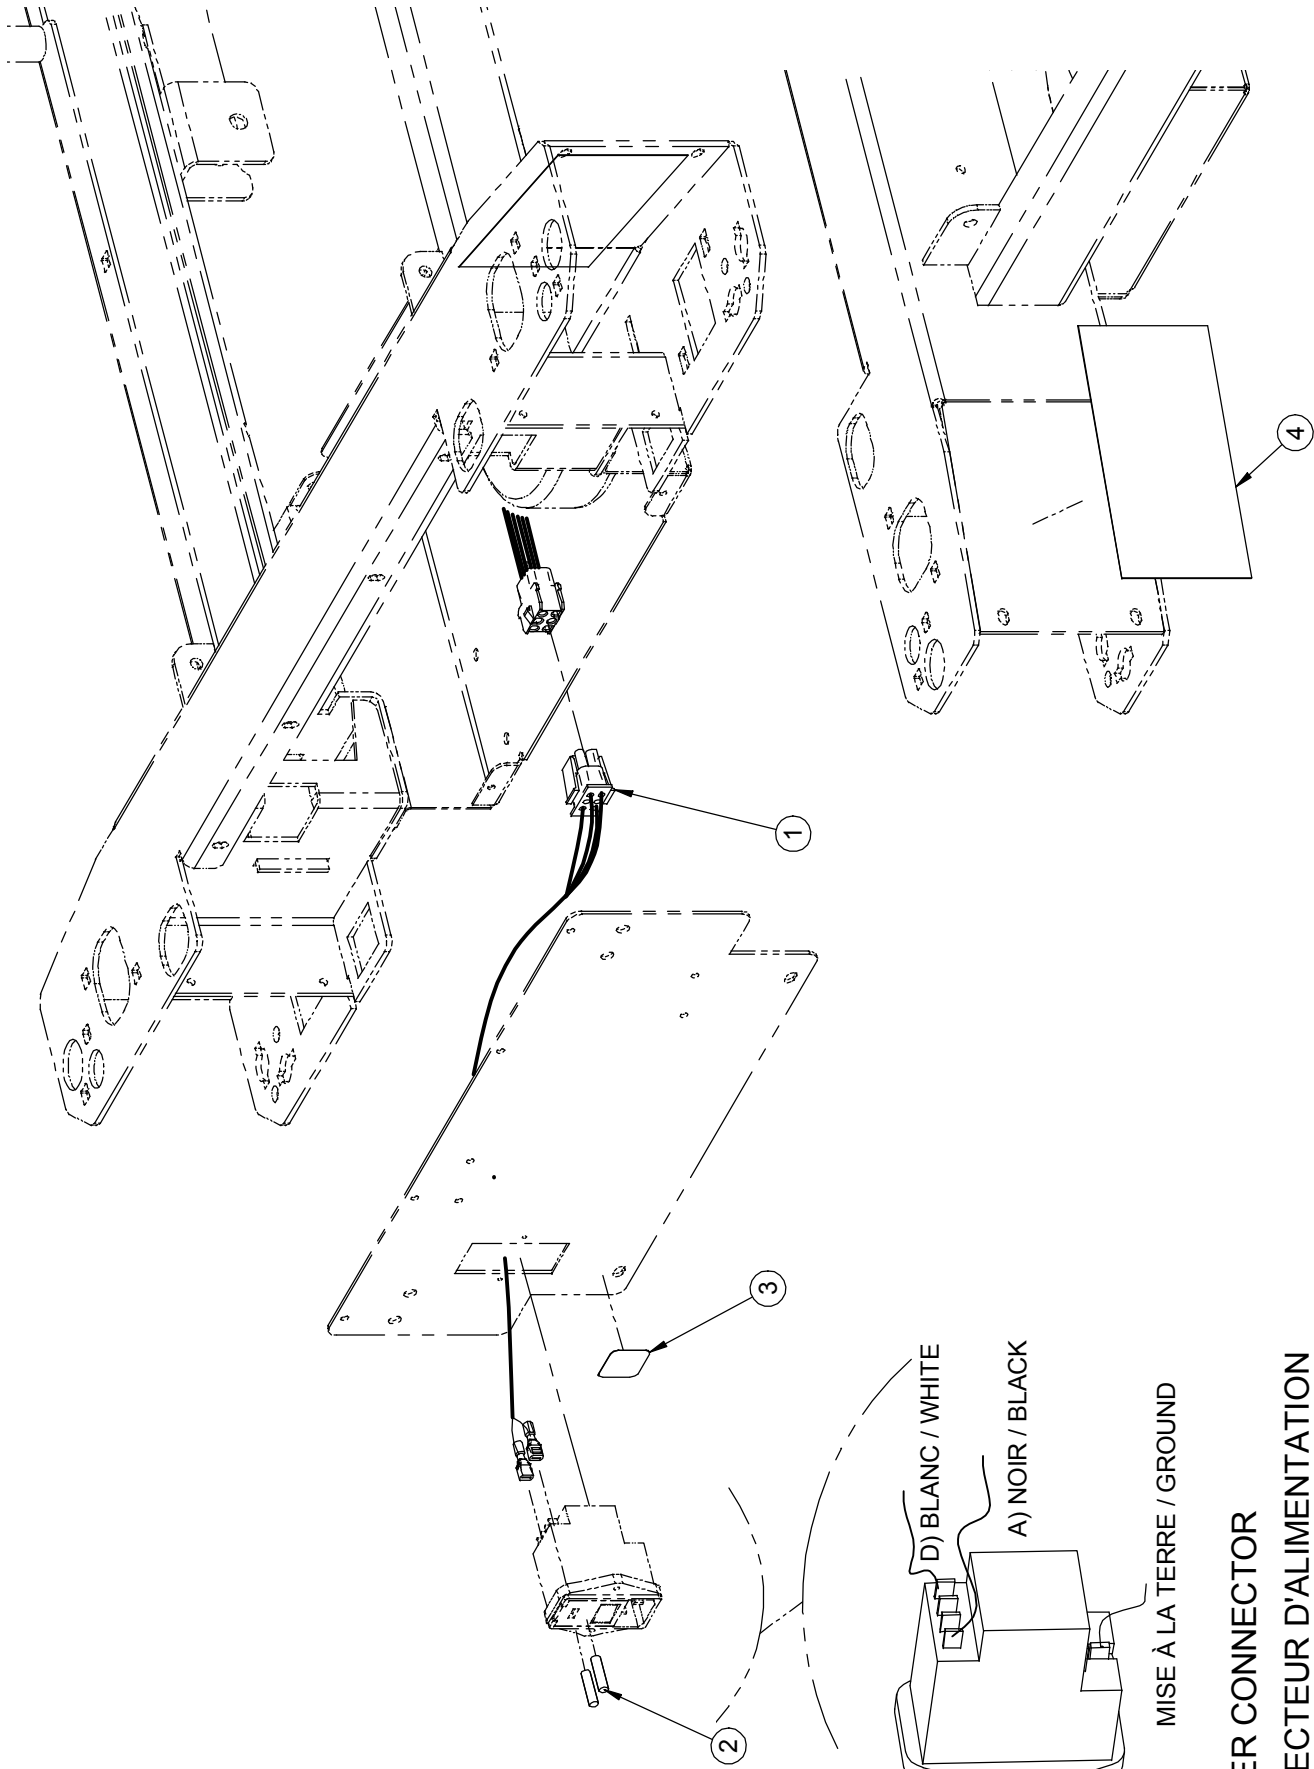 1
2
3
4
D) BLANC / WHITE
A) NOIR / BLACK
MISE À LA TERRE / GROUND
ER CONNECTOR
ECTEUR D'ALIMENTATION